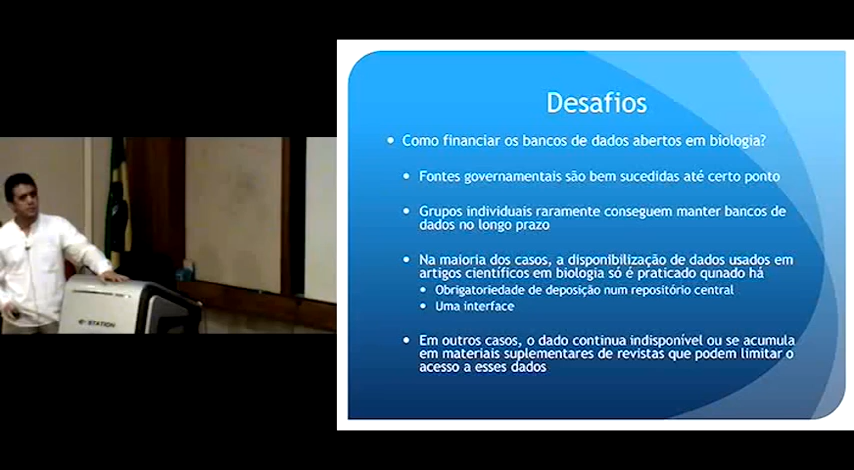 Desafios
Como financiar os bancos de dados abertos em biologia?
Fontes governamentais são bem sucedidas até certo ponto
Grupos individuais raramente conseguem manter bancos de
dados no longo prazo
Na maioria dos casos, a disponibilização de dados usados em
artigos científicos em biologia só é praticado qunado há
Obrigatoriedade de deposição num repositório central
Uma interface
Em outros casos, o dado continua indisponível ou se acumula
em materiais suplementares de revistas que podem limitar o
acesso a esses dados